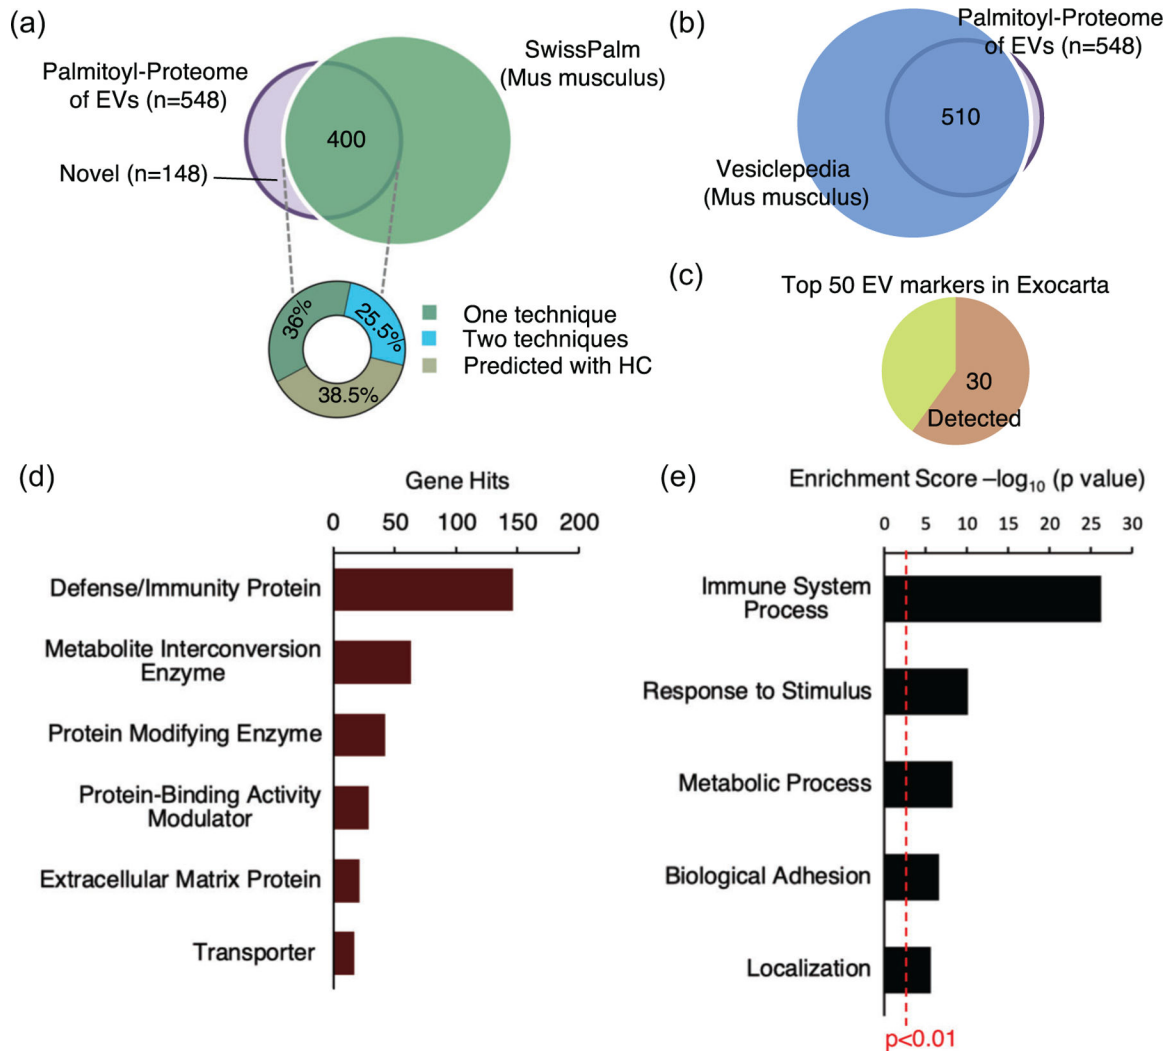 (a)
Palmitoyl-Proteome
of EVs (n=548)
SwissPalm
(Mus musculus)
400
Novel (n=148)
36%
25.5%
38.5%
One technique
Two techniques
Predicted with HC
(b)
Palmitoyl-Proteome
of EVs (n=548)
510
Vesiclepedia
(Mus musculus)
(c)
Top 50 EV markers in Exocarta
30
Detected
(d)
Gene Hits
0 50 100 150 200
Defense/Immunity Protein
Metabolite Interconversion
Enzyme
Protein Modifying Enzyme
Protein-Binding Activity
Modulator
Extracellular Matrix Protein
Transporter
(e)
Enrichment Score –log₁₀ (p value)
0 5 10 15 20 25 30
Immune System
Process
Response to Stimulus
Metabolic Process
Biological Adhesion
Localization
p<0.01